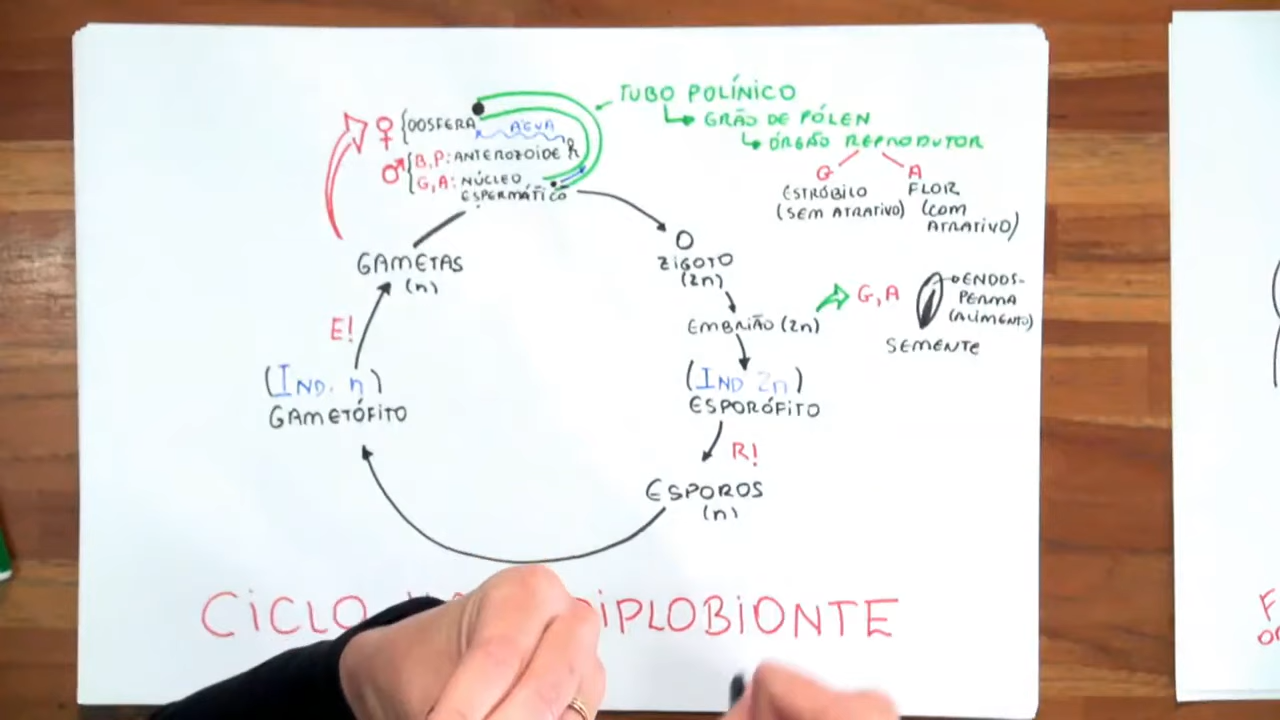 TUBO POLÍNICO
GRÃO DE PÓLEN
ÓRGÃO REPRODUTOR
G
A
ESTRÓBILO
(SEM ATRATIVO)
FLOR
(COM
ATRATIVO)
♀ {OOSFERA
ÁGUA
♂ {B,P: ANTEROZOIDE
G,A: NÚCLEO
ESPERMÁTICO
GAMETAS
(n)
ZIGOTO
(2n)
EMBRIÃO (2n)
G, A
ENDOS-
PERMA
(ALIMENTO)
SEMENTE
E!
(IND. n)
GAMETÓFITO
(IND 2n)
ESPORÓFITO
R!
ESPOROS
(n)
CICLO DIPLOBIONTE